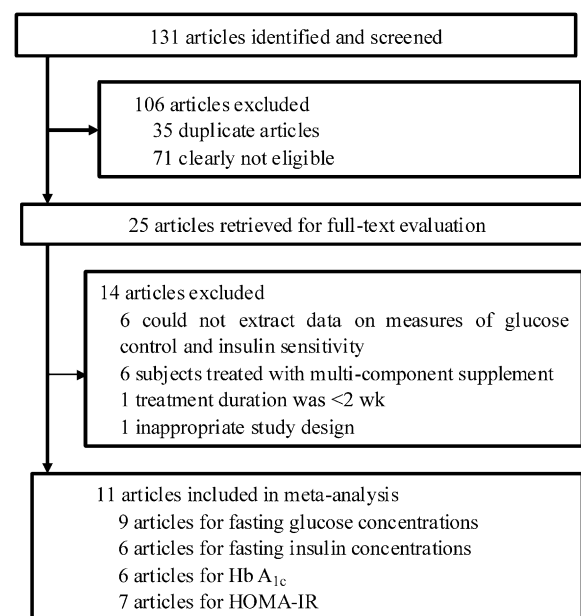 131 articles identified and screened
106 articles excluded
35 duplicate articles
71 clearly not eligible
25 articles retrieved for full-text evaluation
14 articles excluded
6 could not extract data on measures of glucose
control and insulin sensitivity
6 subjects treated with multi-component supplement
1 treatment duration was <2 wk
1 inappropriate study design
11 articles included in meta-analysis
9 articles for fasting glucose concentrations
6 articles for fasting insulin concentrations
6 articles for Hb A1c
7 articles for HOMA-IR